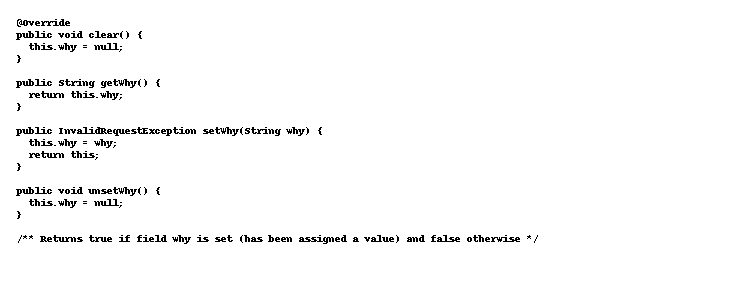 @Override
public void clear() {
  this.why = null;
}

public String getWhy() {
  return this.why;
}

public InvalidRequestException setWhy(String why) {
  this.why = why;
  return this;
}

public void unsetWhy() {
  this.why = null;
}

/** Returns true if field why is set (has been assigned a value) and false otherwise */